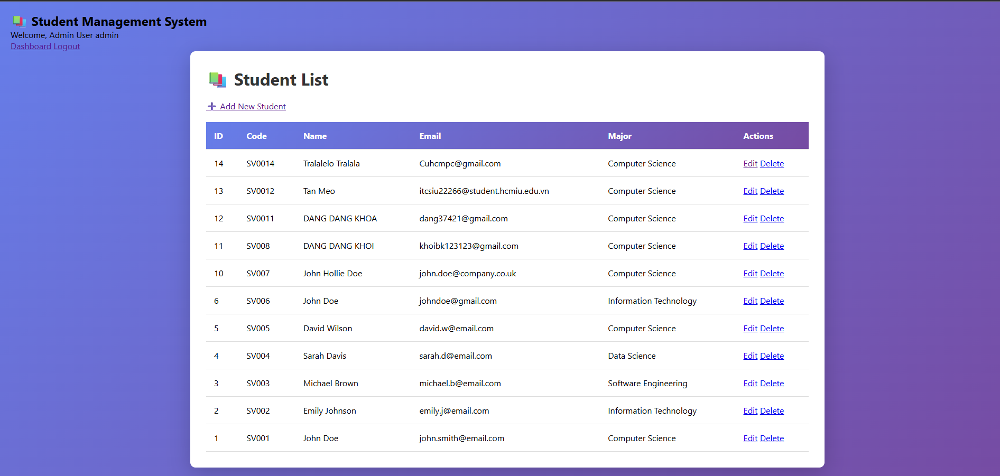 Student Management System
Welcome, Admin User admin
Dashboard Logout
Student List
Add New Student
ID Code Name Email Major Actions
14 SV0014 Tralalelo Tralala Cuhcmpc@gmail.com Computer Science Edit Delete
13 SV0012 Tan Meo itcsiu22266@student.hcmiu.edu.vn Computer Science Edit Delete
12 SV0011 DANG DANG KHOA dang37421@gmail.com Computer Science Edit Delete
11 SV008 DANG DANG KHOI khoibk123123@gmail.com Computer Science Edit Delete
10 SV007 John Hollie Doe john.doe@company.co.uk Computer Science Edit Delete
6 SV006 John Doe johndoe@gmail.com Information Technology Edit Delete
5 SV005 David Wilson david.w@email.com Computer Science Edit Delete
4 SV004 Sarah Davis sarah.d@email.com Data Science Edit Delete
3 SV003 Michael Brown michael.b@email.com Software Engineering Edit Delete
2 SV002 Emily Johnson emily.j@email.com Information Technology Edit Delete
1 SV001 John Doe john.smith@email.com Computer Science Edit Delete